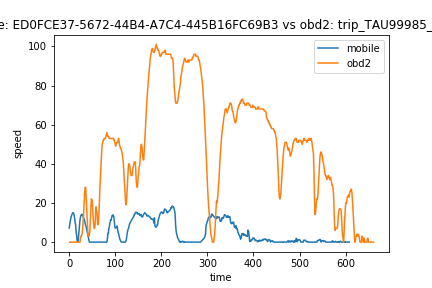 e: ED0FCE37-5672-44B4-A7C4-445B16FC69B3 vs obd2: trip_TAU99985_
mobile
obd2
100
80
60
40
20
0
speed
0 100 200 300 400 500 600
time